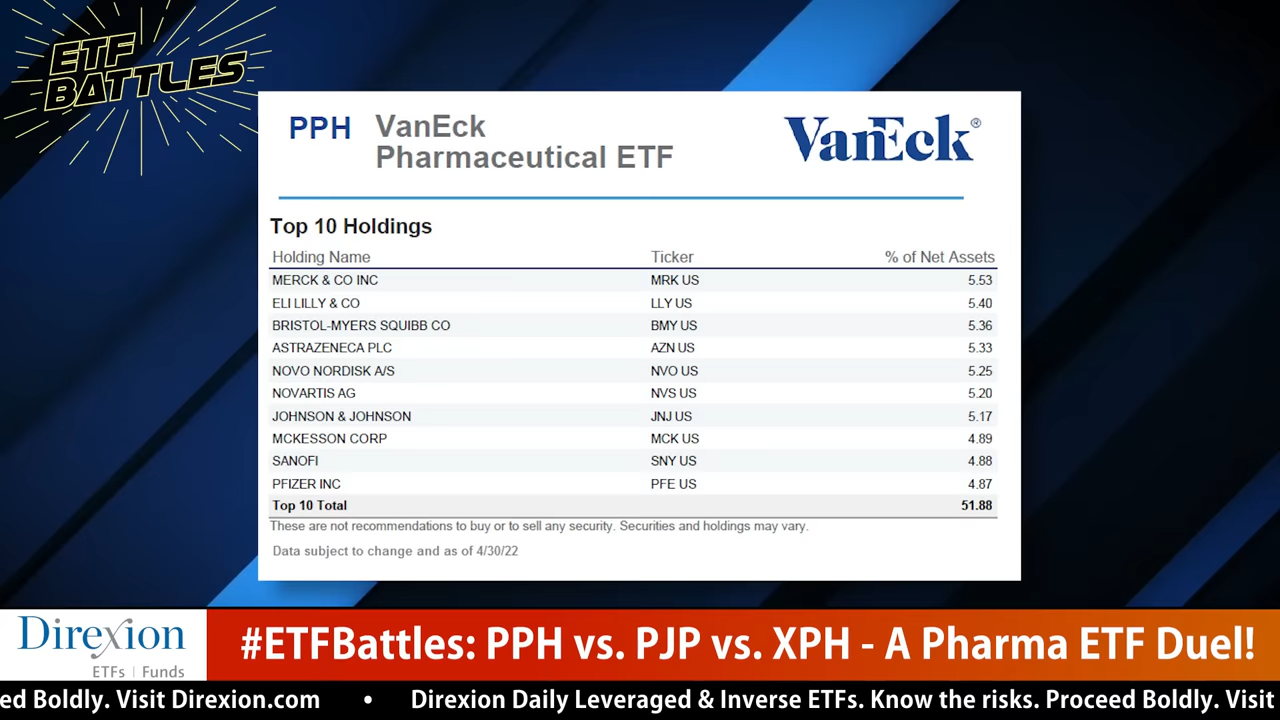 ETF
BATTLES
PPH VanEck
Pharmaceutical ETF
VanEck®
Top 10 Holdings
Holding Name Ticker % of Net Assets
MERCK & CO INC MRK US 5.53
ELI LILLY & CO LLY US 5.40
BRISTOL-MYERS SQUIBB CO BMY US 5.36
ASTRAZENECA PLC AZN US 5.33
NOVO NORDISK A/S NVO US 5.25
NOVARTIS AG NVS US 5.20
JOHNSON & JOHNSON JNJ US 5.17
MCKESSON CORP MCK US 4.89
SANOFI SNY US 4.88
PFIZER INC PFE US 4.87
Top 10 Total 51.88
These are not recommendations to buy or to sell any security. Securities and holdings may vary.
Data subject to change and as of 4/30/22
Direxion
ETFs | Funds
#ETFBattles: PPH vs. PJP vs. XPH - A Pharma ETF Duel!
ed Boldly. Visit Direxion.com • Direxion Daily Leveraged & Inverse ETFs. Know the risks. Proceed Boldly. Visit